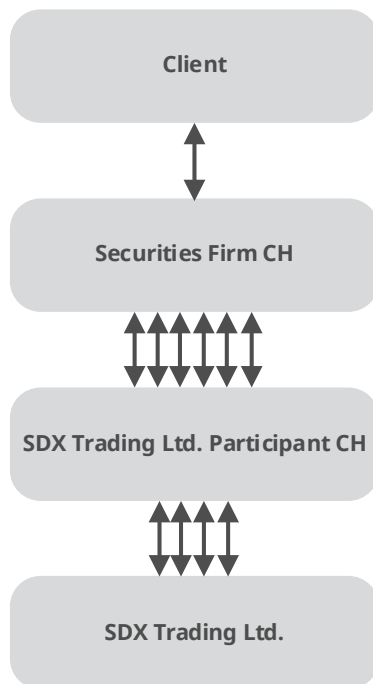 Client
Securities Firm CH
SDX Trading Ltd. Participant CH
SDX Trading Ltd.